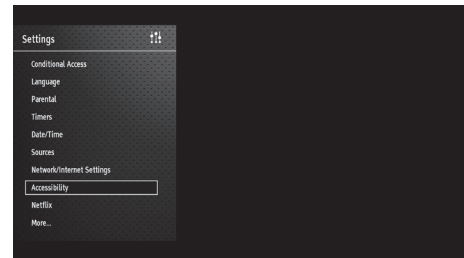 Settings
Conditional Access
Language
Parental
Timers
Date/Time
Sources
Network/Internet Settings
Accessibility
Netflix
More...